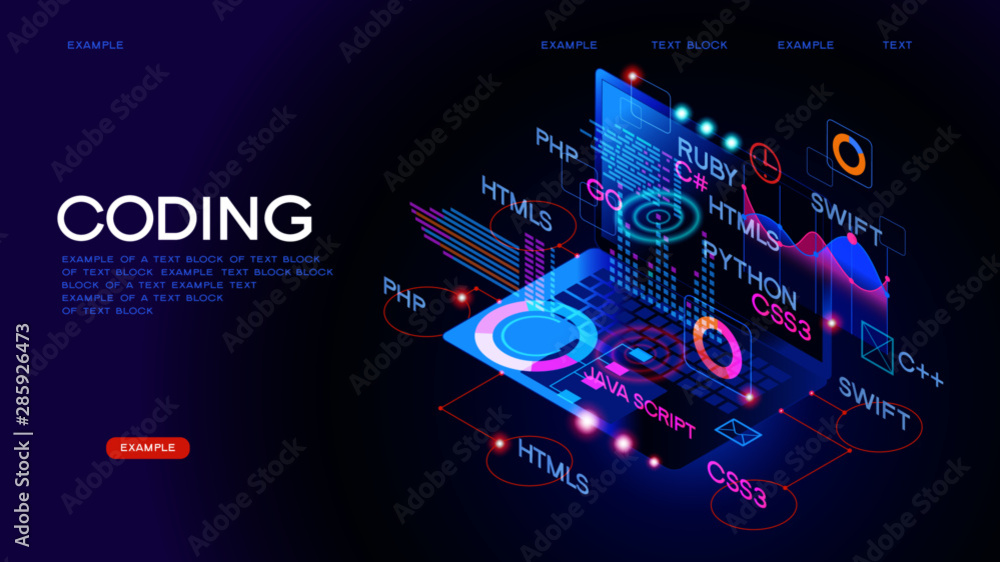 EXAMPLE
EXAMPLE TEXT BLOCK EXAMPLE TEXT
CODING
EXAMPLE OF A TEXT BLOCK OF TEXT BLOCK
OF TEXT BLOCK EXAMPLE TEXT BLOCK BLOCK
BLOCK OF A TEXT EXAMPLE TEXT
EXAMPLE OF A TEXT BLOCK
OF TEXT BLOCK
EXAMPLE
PHP
RUBY
C#
HTMLS
GO
HTMLS
SWIFT
PYTHON
PHP
CSS3
C++
JAVA SCRIPT
SWIFT
HTMLS
CSS3
Adobe Stock
Adobe Stock | #285926473